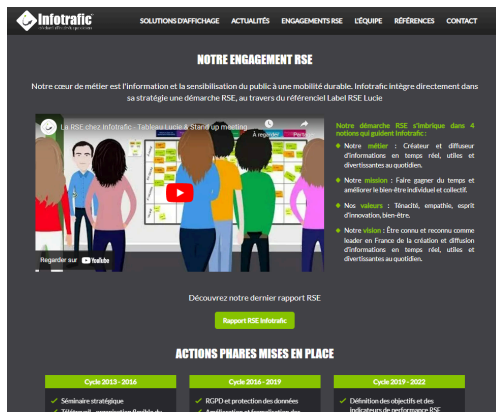 Infotrafic
SOLUTIONS D'AFFICHAGE ACTUALITÉS ENGAGEMENTS RSE L'ÉQUIPE RÉFÉRENCES CONTACT
NOTRE ENGAGEMENT RSE
Notre cœur de métier est l'information et la sensibilisation du public à une mobilité durable. Infotrafic intègre directement dans
sa stratégie une démarche RSE, au travers du référenciel Label RSE Lucie
La RSE chez Infotrafic - Tableau Lucie & Stand up meeting
À regarder Partager
Regarder sur YouTube
Notre démarche RSE s'imbrique dans 4
notions qui guident Infotrafic :
Notre métier : Créateur et diffuseur
d'informations en temps réel, utiles et
divertissantes au quotidien.
Notre mission : Faire gagner du temps et
améliorer le bien-être individuel et collectif.
Nos valeurs : Ténacité, empathie, esprit
d'innovation, bien-être.
Notre vision : Être connu et reconnu comme
leader en France de la création et diffusion
d'informations en temps réel, utiles et
divertissantes au quotidien.
Découvrez notre dernier rapport RSE
Rapport RSE Infotrafic
ACTIONS PHARES MISES EN PLACE
Cycle 2013 - 2016
Séminaire stratégique
Cycle 2016 - 2019
RGPD et protection des données
Cycle 2019 - 2022
Définition des objectifs et des
indicateurs de performance RSE